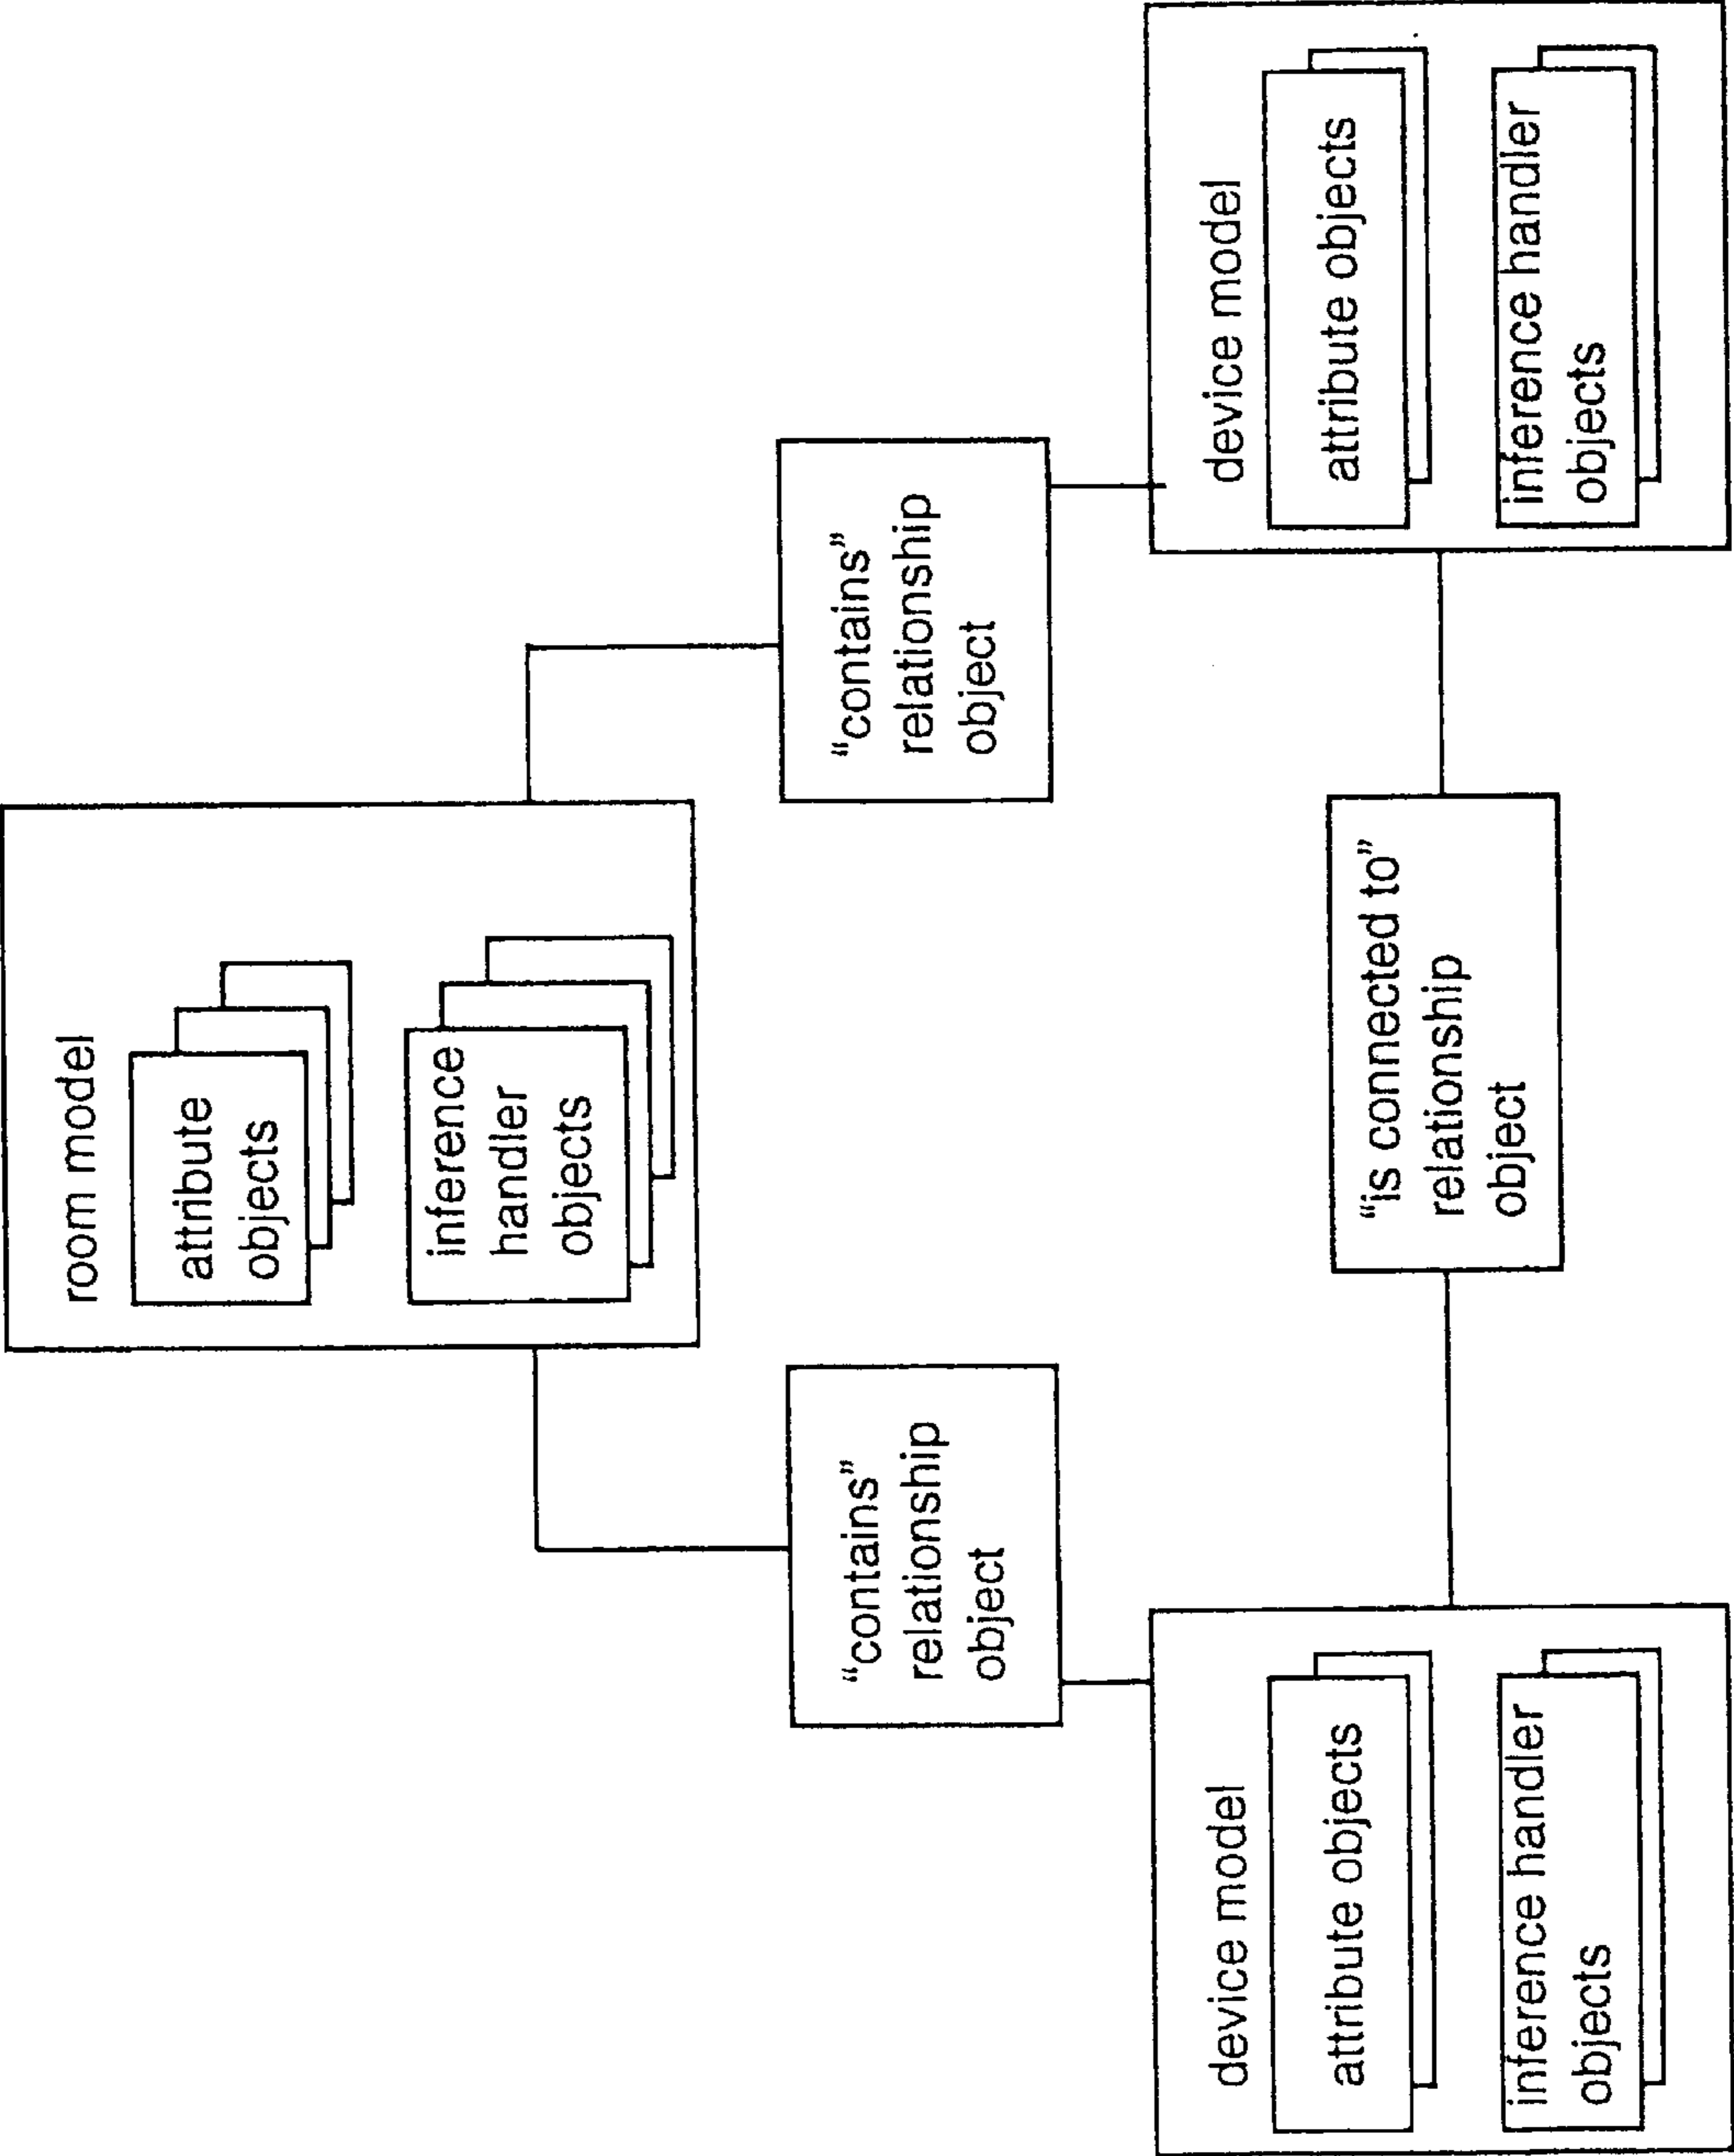 room model
attribute
objects
inference
handler
objects
“contains”
relationship
object
“contains”
relationship
object
device model
attribute objects
inference handler
objects
“is connected to”
relationship
object
device model
attribute objects
inference handler
objects